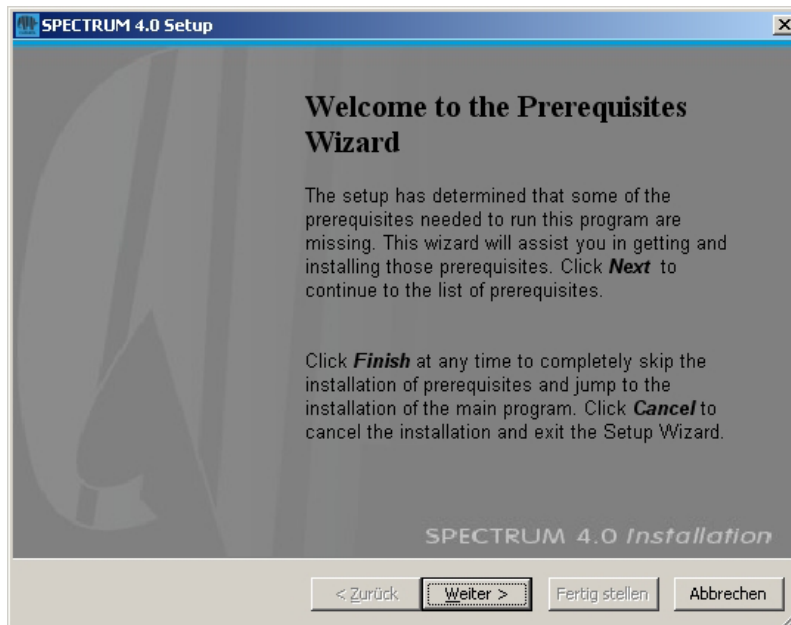 SPECTRUM 4.0 Setup
Welcome to the Prerequisites
Wizard
The setup has determined that some of the
prerequisites needed to run this program are
missing. This wizard will assist you in getting and
installing those prerequisites. Click Next to
continue to the list of prerequisites.
Click Finish at any time to completely skip the
installation of prerequisites and jump to the
installation of the main program. Click Cancel to
cancel the installation and exit the Setup Wizard.
SPECTRUM 4.0 Installation
< Zurück
Weiter >
Fertig stellen
Abbrechen